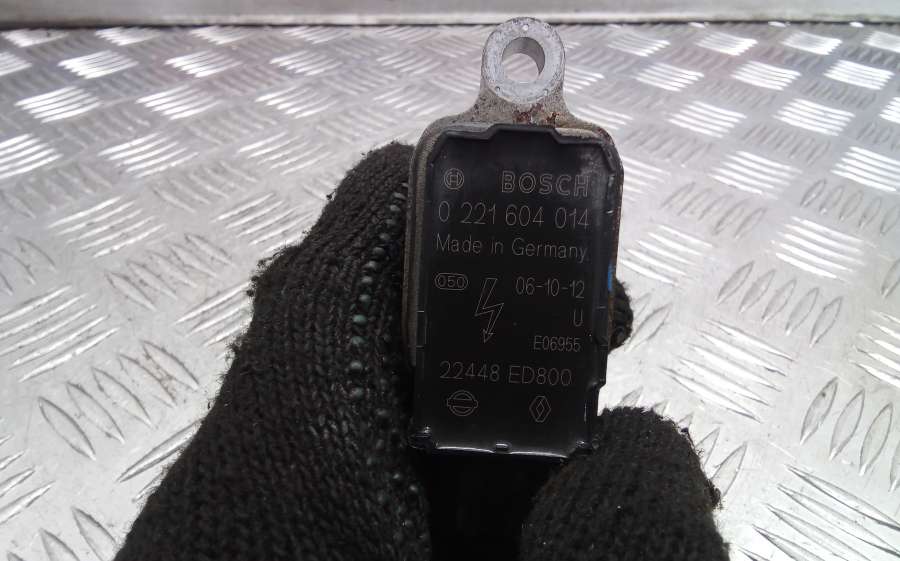 BOSCH
0 221 604 014
Made in Germany
050 06-10-12
U
E06955
22448 ED800